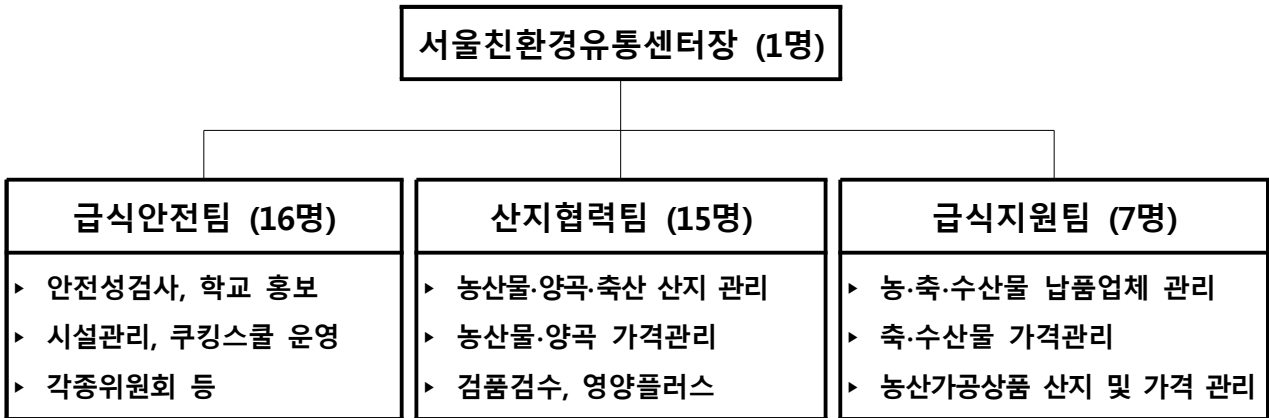 서울친환경유통센터장 (1명)
급식안전팀 (16명)
▸ 안전성검사, 학교 홍보
▸ 시설관리, 쿠킹스쿨 운영
▸ 각종위원회 등
산지협력팀 (15명)
▸ 농산물·양곡·축산 산지 관리
▸ 농산물·양곡 가격관리
▸ 검품검수, 영양플러스
급식지원팀 (7명)
▸ 농·축·수산물 납품업체 관리
▸ 축·수산물 가격관리
▸ 농산가공상품 산지 및 가격 관리